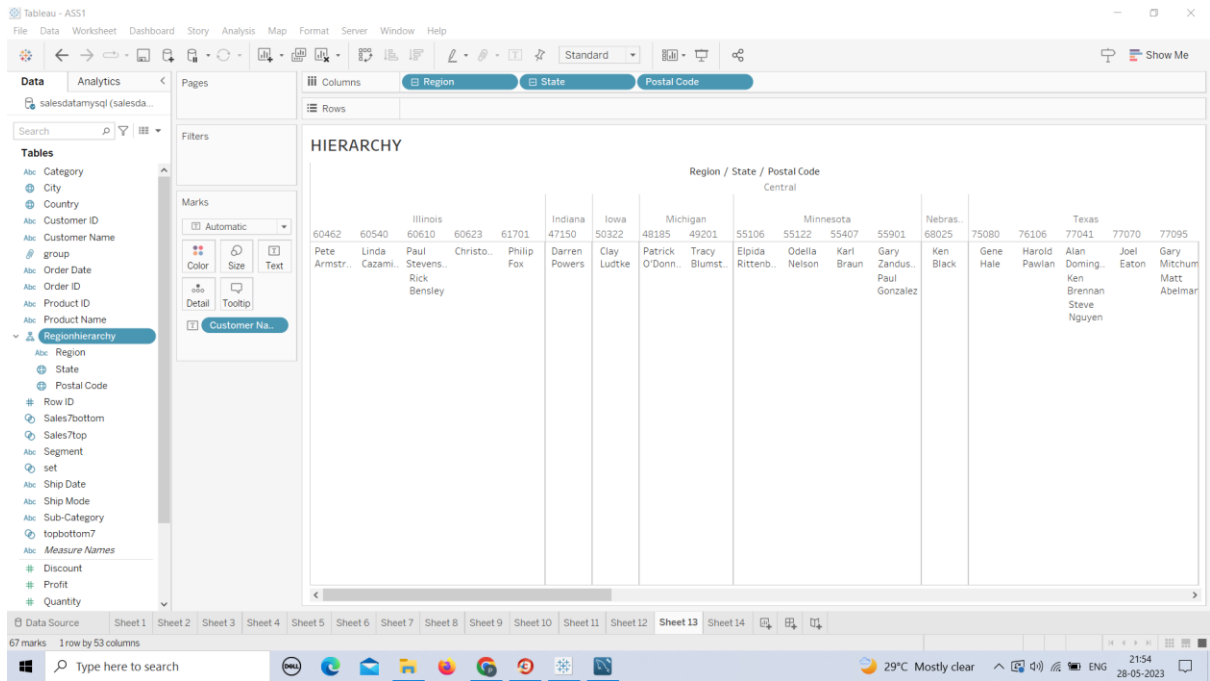 Tableau - ASS1
File Data Worksheet Dashboard Story Analysis Map Format Server Window Help
Standard
Show Me
Data Analytics
Pages
Columns Region State Postal Code
salesdatamysql (salesda...
Rows
Search
Filters
Tables
Abc Category
City
Country
Abc Customer ID
Abc Customer Name
group
Abc Order Date
Abc Order ID
Abc Product ID
Abc Product Name
Regionhierarchy
Abc Region
State
Postal Code
# Row ID
Sales7bottom
Sales7top
Abc Segment
set
Abc Ship Date
Abc Ship Mode
Abc Sub-Category
topbottom7
Abc Measure Names
# Discount
# Profit
# Quantity
Marks
T Automatic
Color Size Text
Detail Tooltip
T Customer Na..
HIERARCHY
Region / State / Postal Code
Central
Illinois Indiana Iowa Michigan Minnesota Nebras.. Texas
60462 60540 60610 60623 61701 47150 50322 48185 49201 55106 55122 55407 55901 68025 75080 76106 77041 77070 77095
Pete Linda Paul Christo.. Philip Darren Clay Patrick Tracy Elpida Odella Karl Gary Ken Gene Harold Alan Joel Gary
Armstr.. Cazami.. Stevens.. Fox Powers Ludtke O'Donn.. Blumst.. Rittenb.. Nelson Braun Zandus.. Black Hale Pawlan Doming.. Eaton Mitchum
Rick Paul Ken Matt
Bensley Gonzalez Brennan Abelmar
Steve
Nguyen
Data Source Sheet 1 Sheet 2 Sheet 3 Sheet 4 Sheet 5 Sheet 6 Sheet 7 Sheet 8 Sheet 9 Sheet 10 Sheet 11 Sheet 12 Sheet 13 Sheet 14
67 marks 1 row by 53 columns
Type here to search
DELL
29°C Mostly clear
ENG
21:54
28-05-2023